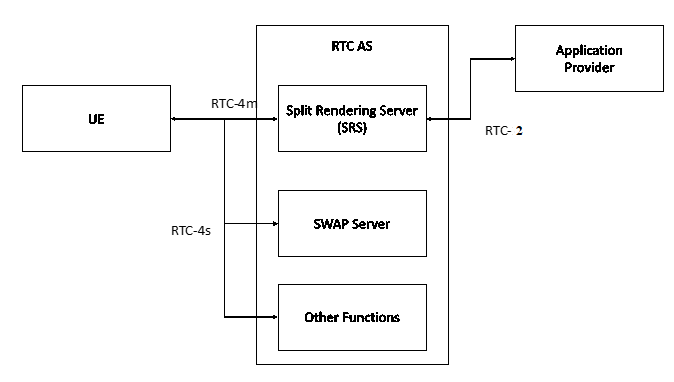 RTC AS
Application
Provider
RTC-4m
UE
Split Rendering Server
(SRS)
RTC- 2
SWAP Server
RTC-4s
Other Functions